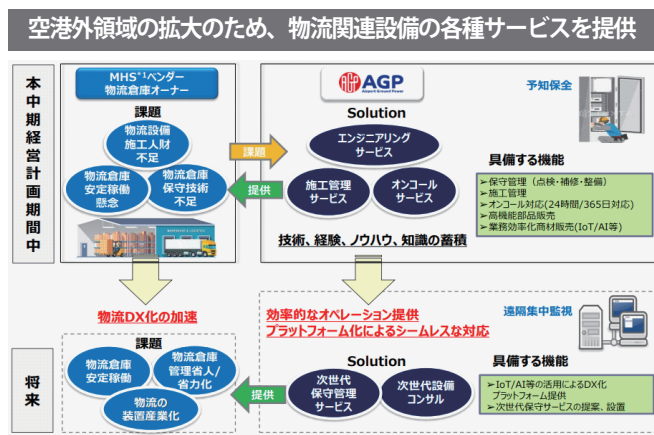 空港外領域の拡大のため、物流関連設備の各種サービスを提供
本中期経営計画期間中
MHS*1ベンダー
物流倉庫オーナー
課題
物流設備
施工人財
不足
物流倉庫
安定稼働
懸念
物流倉庫
保守技術
不足
課題
提供
AGP
Airport Ground Power
Solution
エンジニアリング
サービス
施工管理
サービス
オンコール
サービス
技術、経験、ノウハウ、知識の蓄積
予知保全
具備する機能
➢保守管理（点検・補修・整備）
➢施工管理
➢オンコール対応(24時間/365日対応)
➢高機能部品販売
➢業務効率化商材販売(IoT/AI等)
物流DX化の加速
効率的なオペレーション提供
プラットフォーム化によるシームレスな対応
遠隔集中監視
将来
課題
物流倉庫
安定稼働
物流倉庫
管理省人/
省力化
物流の
装置産業化
提供
Solution
次世代
保守管理
サービス
次世代設備
コンサル
具備する機能
➢IoT/AI等の活用によるDX化
プラットフォーム提供
➢次世代保守サービスの提案、設置